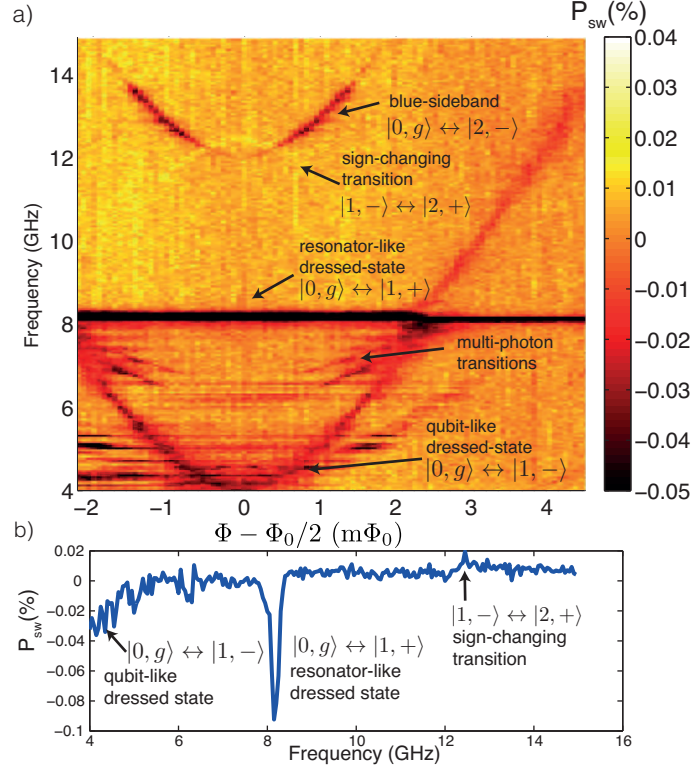 a)
P_sw(%)
14
12
10
8
6
4
Frequency (GHz)
blue-sideband
|0, g⟩ ↔ |2, −⟩
sign-changing
transition
|1, −⟩ ↔ |2, +⟩
resonator-like
dressed-state
|0, g⟩ ↔ |1, +⟩
multi-photon
transitions
qubit-like
dressed-state
|0, g⟩ ↔ |1, −⟩
−2 −1 0 1 2 3 4
Φ − Φ₀/2 (mΦ₀)
0.04
0.03
0.02
0.01
0
−0.01
−0.02
−0.03
−0.04
−0.05
b)
0.02
0
−0.02
−0.04
−0.06
−0.08
−0.1
P_sw(%)
|0, g⟩ ↔ |1, −⟩
qubit-like
dressed state
|0, g⟩ ↔ |1, +⟩
resonator-like
dressed state
|1, −⟩ ↔ |2, +⟩
sign-changing
transition
4 6 8 10 12 14 16
Frequency (GHz)